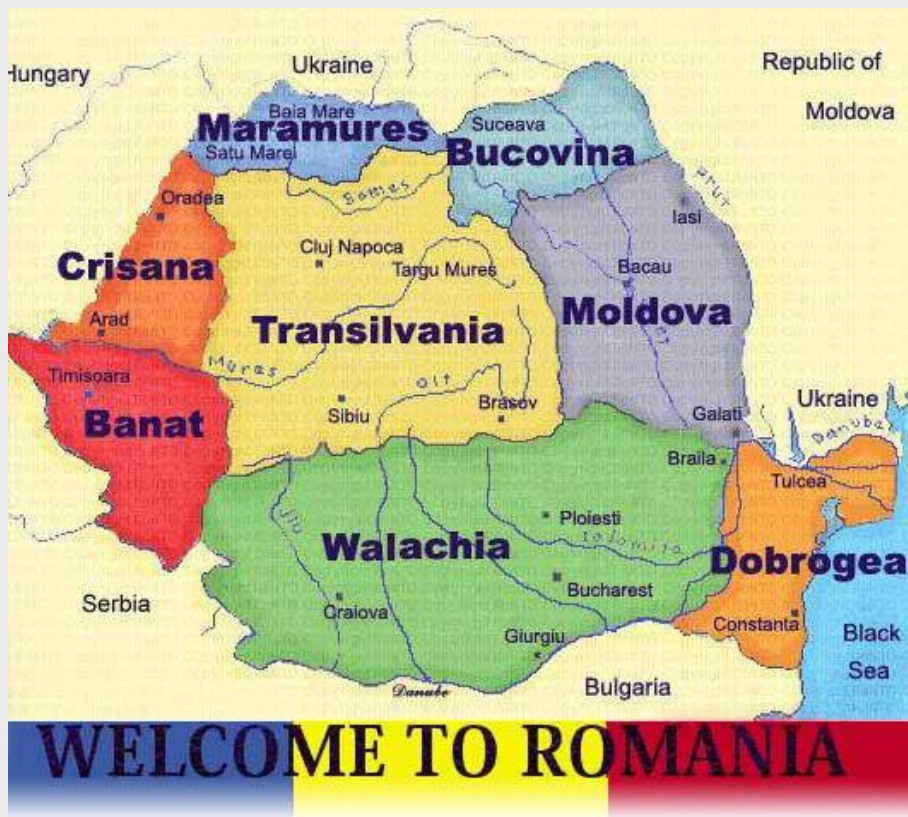 Hungary
Ukraine
Republic of
Moldova
Baia Mare
Maramures
Satu Marei
Suceava
Bucovina
Somes
Prut
Oradea
Iasi
Cluj Napoca
Targu Mures
Bacau
Crisana
Transilvania
Moldova
Arad
Mures
Timisoara
Olt
Banat
Sibiu
Brasov
Galati
Ukraine
Danube
Braila
Tulcea
Jiu
Ploiesti
Ialomita
Walachia
Dobrogea
Bucharest
Serbia
Craiova
Constanta
Giurgiu
Black
Sea
Danube
Bulgaria
WELCOME TO ROMANIA